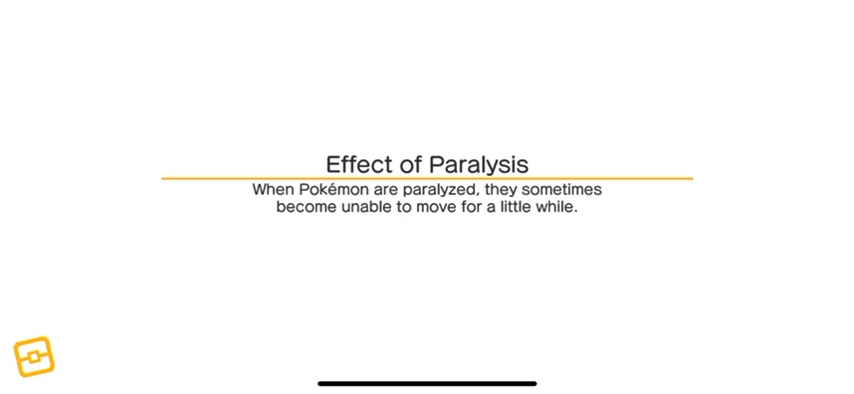 Effect of Paralysis
When Pokémon are paralyzed, they sometimes
become unable to move for a little while.